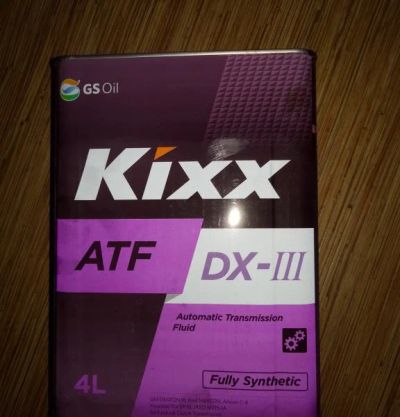 GS Oil
Kixx
ATF
DX-III
Automatic Transmission
Fluid
4L
Fully Synthetic